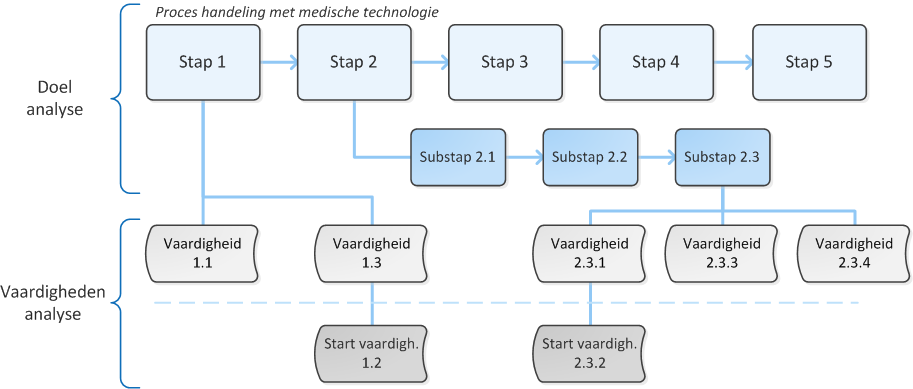 Proces handeling met medische technologie
Doel
analyse
Stap 1
Stap 2
Stap 3
Stap 4
Stap 5
Substap 2.1
Substap 2.2
Substap 2.3
Vaardigheden
analyse
Vaardigheid
1.1
Vaardigheid
1.3
Vaardigheid
2.3.1
Vaardigheid
2.3.3
Vaardigheid
2.3.4
Start vaardigh.
1.2
Start vaardigh.
2.3.2